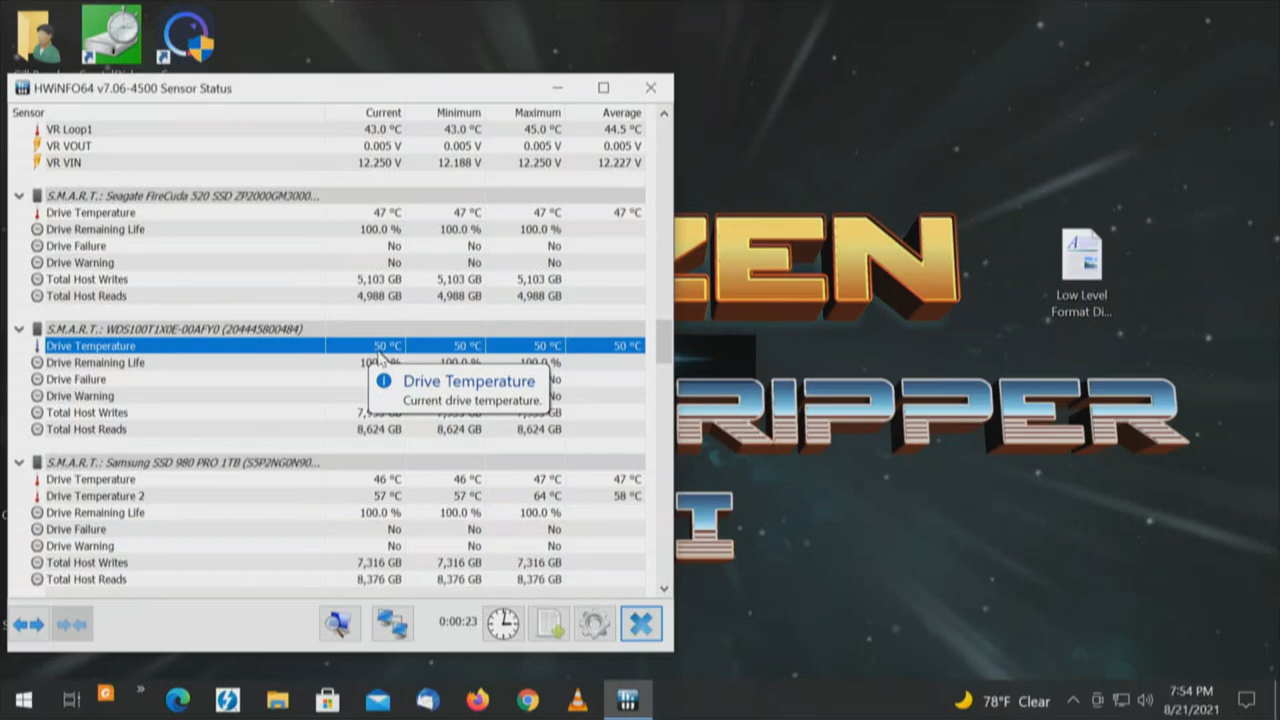 HWiNFO64 v7.06-4500 Sensor Status
Sensor Current Minimum Maximum Average
VR Loop1 43.0 °C 43.0 °C 45.0 °C 44.5 °C
VR VOUT 0.005 V 0.005 V 0.005 V 0.005 V
VR VIN 12.250 V 12.188 V 12.250 V 12.227 V
S.M.A.R.T.: Seagate FireCuda 520 SSD ZP2000GM3000...
Drive Temperature 47 °C 47 °C 47 °C 47 °C
Drive Remaining Life 100.0 % 100.0 % 100.0 %
Drive Failure No No No
Drive Warning No No No
Total Host Writes 5,103 GB 5,103 GB 5,103 GB
Total Host Reads 4,988 GB 4,988 GB 4,988 GB
S.M.A.R.T.: WDS100T1X0E-00AFY0 (204445800484)
Drive Temperature 50 °C 50 °C 50 °C 50 °C
Drive Remaining Life 100.0 % 100.0 %
Drive Failure No
Drive Warning No
Drive Temperature
Current drive temperature.
Total Host Writes
Total Host Reads 8,624 GB 8,624 GB 8,624 GB
S.M.A.R.T.: Samsung SSD 980 PRO 1TB (S5P2NG0N90...
Drive Temperature 46 °C 46 °C 47 °C 47 °C
Drive Temperature 2 57 °C 57 °C 64 °C 58 °C
Drive Remaining Life 100.0 % 100.0 % 100.0 %
Drive Failure No No No
Drive Warning No No No
Total Host Writes 7,316 GB 7,316 GB 7,316 GB
Total Host Reads 8,376 GB 8,376 GB 8,376 GB
0:00:23
ZEN
RIPPER
I
Low Level
Format Di...
78°F Clear
7:54 PM
8/21/2021